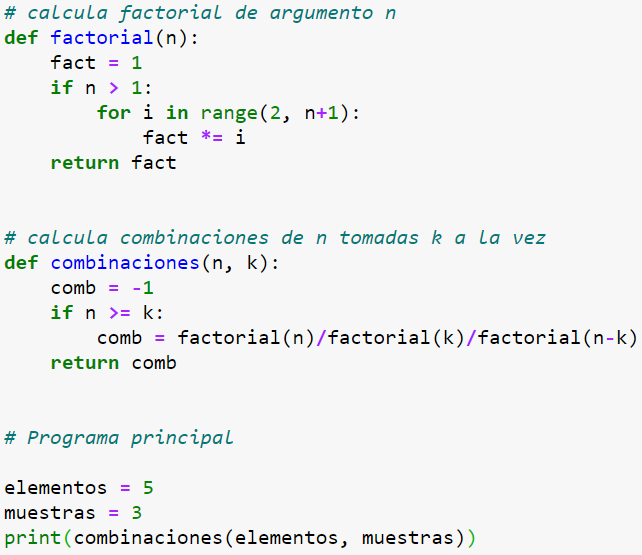 # calcula factorial de argumento n
def factorial(n):
    fact = 1
    if n > 1:
        for i in range(2, n+1):
            fact *= i
    return fact
# calcula combinaciones de n tomadas k a la vez
def combinaciones(n, k):
    comb = -1
    if n >= k:
        comb = factorial(n)/factorial(k)/factorial(n-k)
    return comb
# Programa principal
elementos = 5
muestras = 3
print(combinaciones(elementos, muestras))